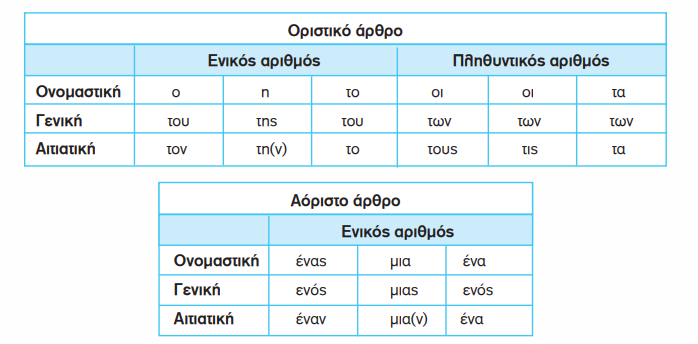 Οριστικό άρθρο
Ενικός αριθμός Πληθυντικός αριθμός
Ονομαστική ο η το οι οι τα
Γενική του της του των των των
Αιτιατική τον τη(ν) το τους τις τα
Αόριστο άρθρο
Ενικός αριθμός
Ονομαστική ένας μια ένα
Γενική ενός μιας ενός
Αιτιατική έναν μια(ν) ένα